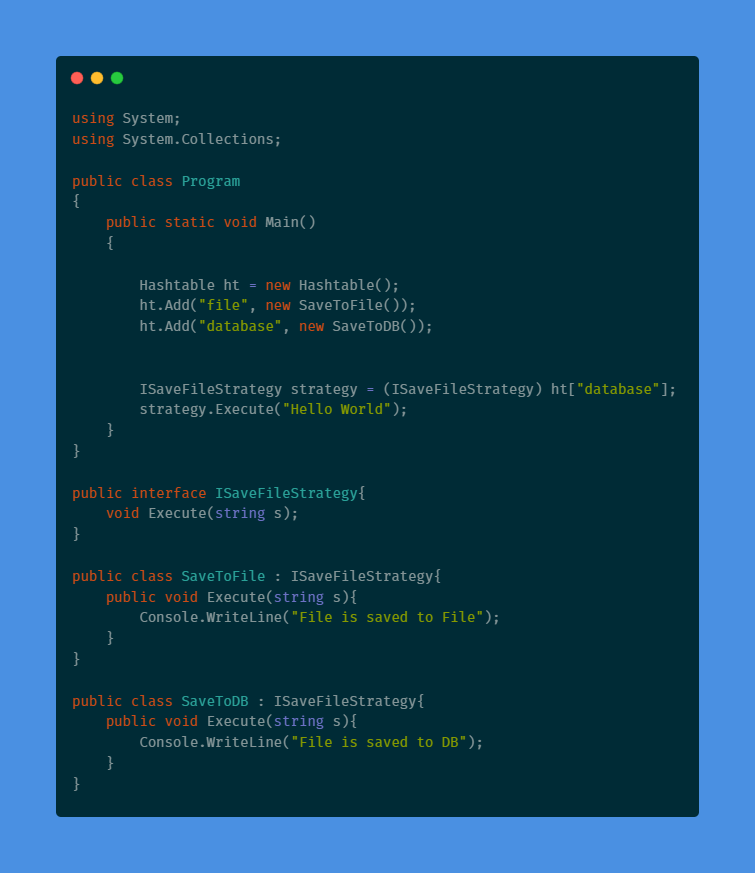 using System;
using System.Collections;

public class Program
{
    public static void Main()
    {

        Hashtable ht = new Hashtable();
        ht.Add("file", new SaveToFile());
        ht.Add("database", new SaveToDB());


        ISaveFileStrategy strategy = (ISaveFileStrategy) ht["database"];
        strategy.Execute("Hello World");
    }
}

public interface ISaveFileStrategy{
    void Execute(string s);
}

public class SaveToFile : ISaveFileStrategy{
    public void Execute(string s){
        Console.WriteLine("File is saved to File");
    }
}

public class SaveToDB : ISaveFileStrategy{
    public void Execute(string s){
        Console.WriteLine("File is saved to DB");
    }
}